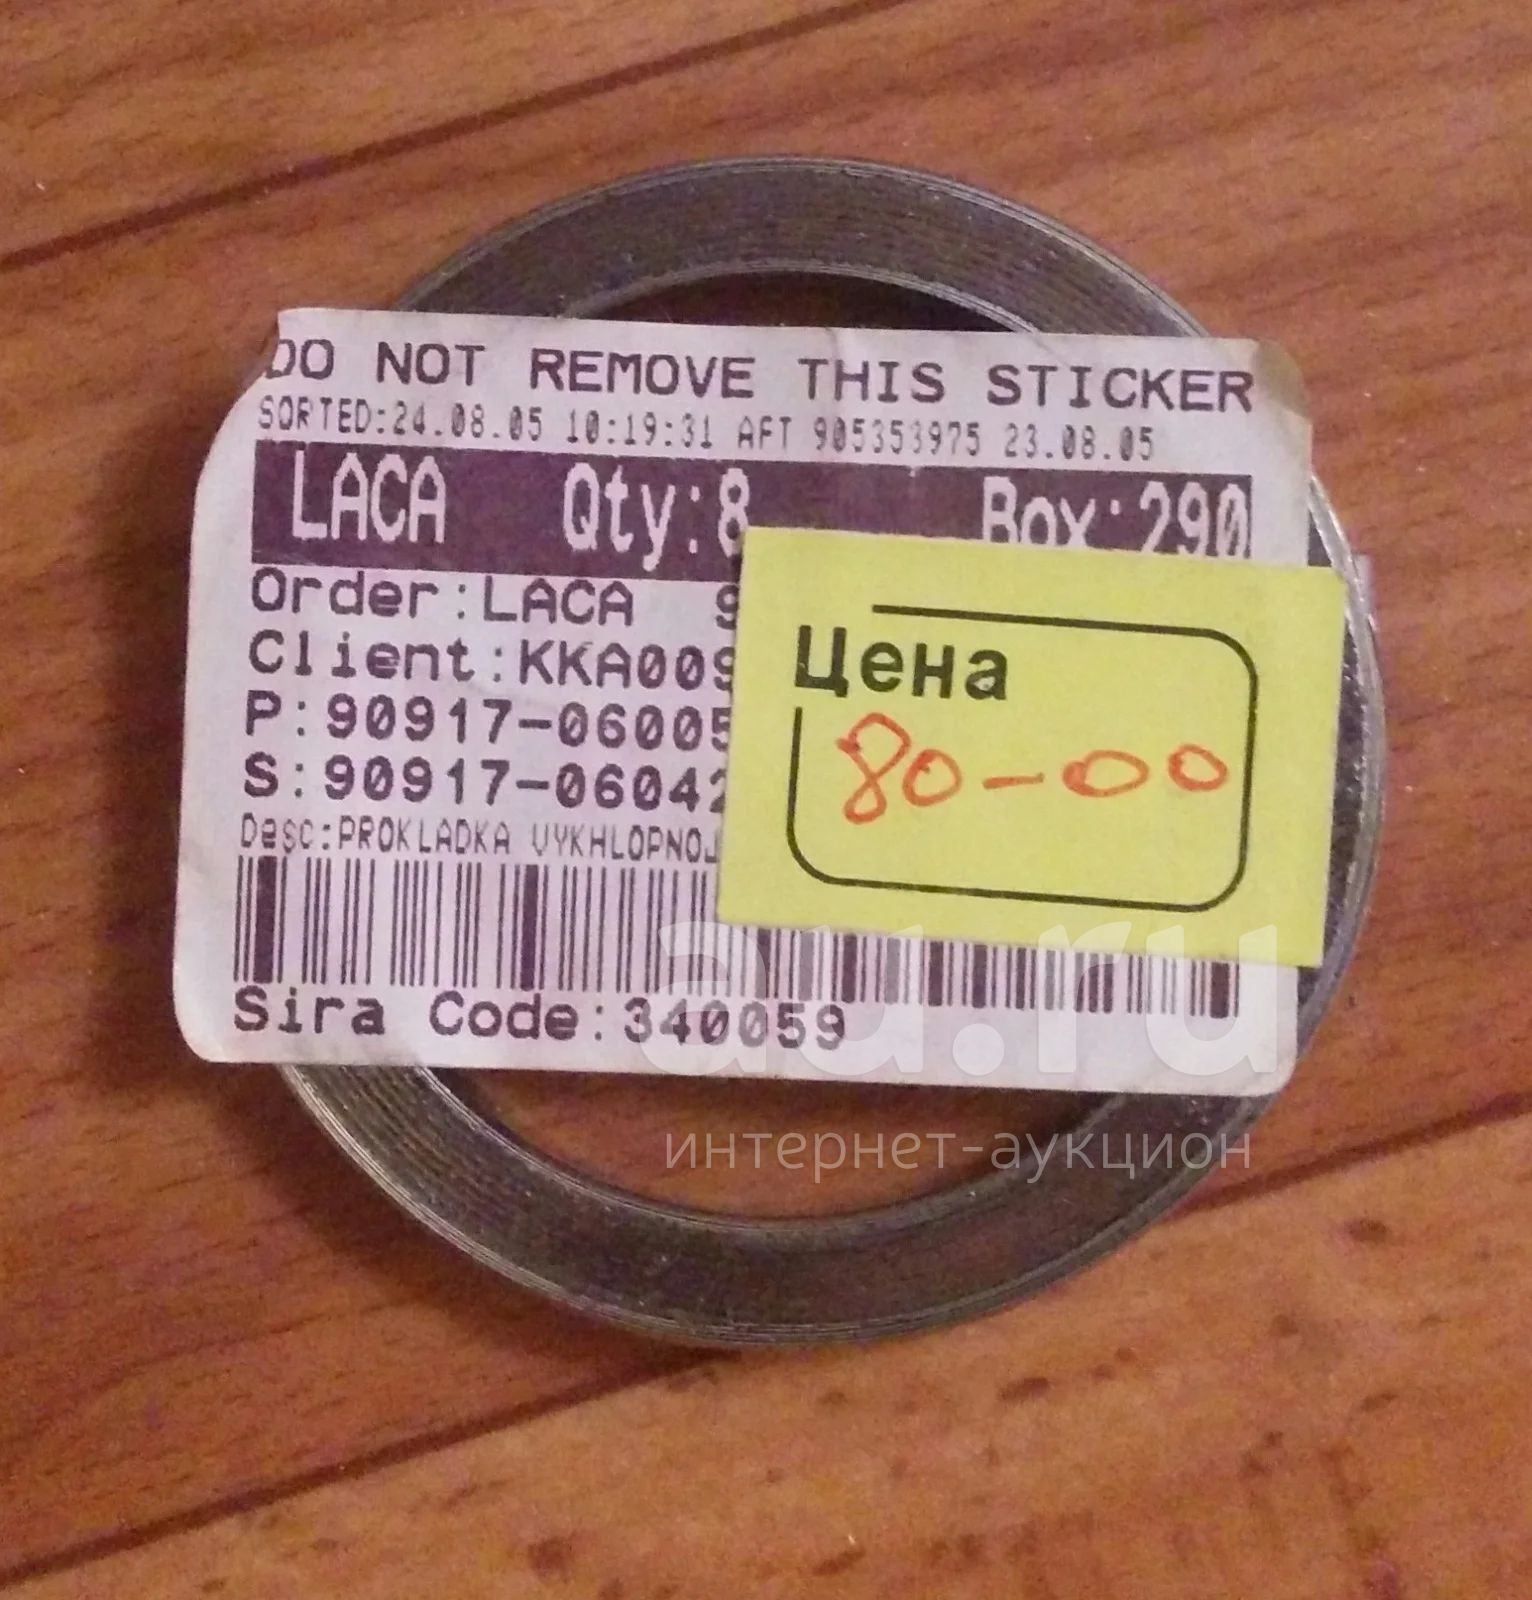 DO NOT REMOVE THIS STICKER
SORTED:24.08.05 10:19:31 AFT 905353975 23.08.05
LACA Qty:8 Box:290
Order:LACA 9
Client:KKA009
P:90917-06005
S:90917-06042
Desc:PROKLADKA VYKHLOPNOJ
Sira Code:340059
Цена
80-00
au.ru
интернет-аукцион